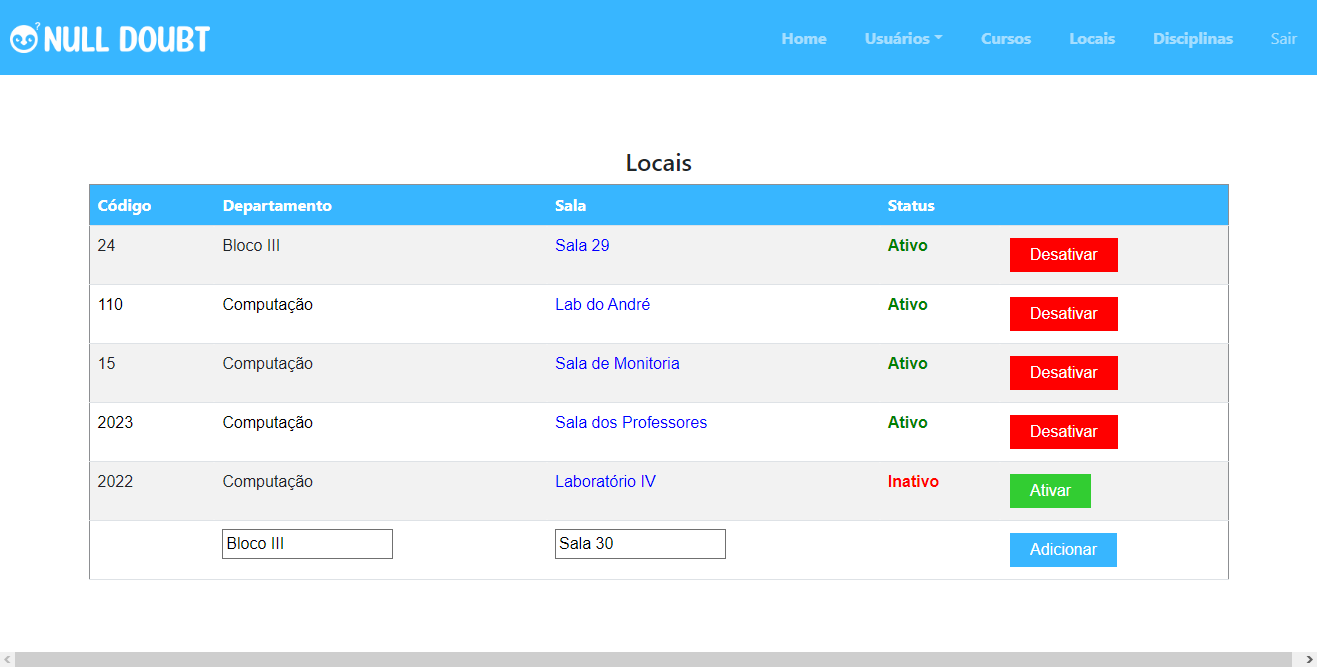 ? NULL DOUBT Home Usuários Cursos Locais Disciplinas Sair
Locais
Código Departamento Sala Status
24 Bloco III Sala 29 Ativo Desativar
110 Computação Lab do André Ativo Desativar
15 Computação Sala de Monitoria Ativo Desativar
2023 Computação Sala dos Professores Ativo Desativar
2022 Computação Laboratório IV Inativo Ativar
Bloco III Sala 30 Adicionar